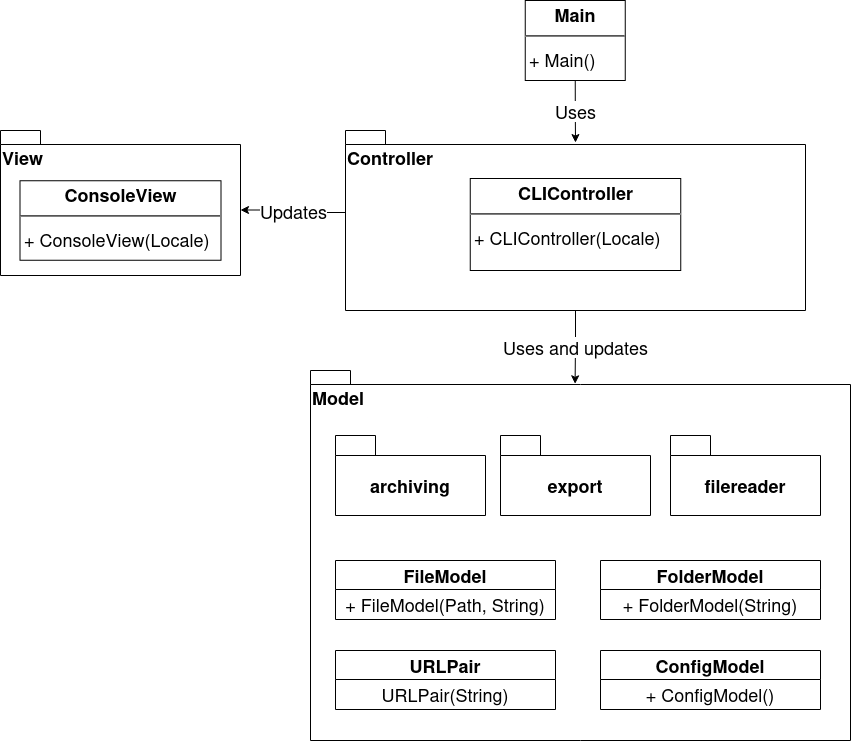 Main
+ Main()
Uses
View
ConsoleView
+ ConsoleView(Locale)
Updates
Controller
CLIController
+ CLIController(Locale)
Uses and updates
Model
archiving
export
filereader
FileModel
+ FileModel(Path, String)
FolderModel
+ FolderModel(String)
URLPair
URLPair(String)
ConfigModel
+ ConfigModel()